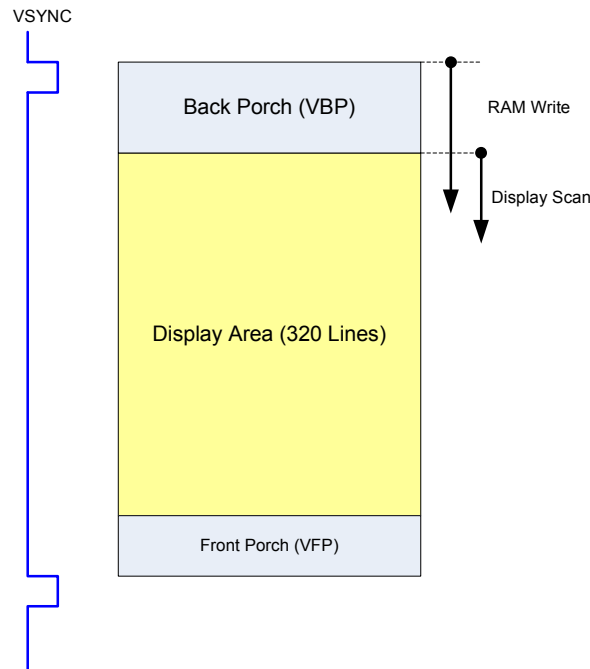 VSYNC
Back Porch (VBP)
RAM Write
Display Scan
Display Area (320 Lines)
Front Porch (VFP)